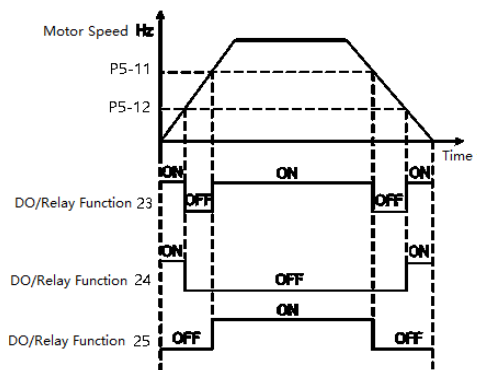 Motor Speed Hz
P5-11
P5-12
Time
ON ON ON
DO/Relay Function 23 OFF OFF
ON ON
DO/Relay Function 24 OFF
ON
DO/Relay Function 25 OFF OFF